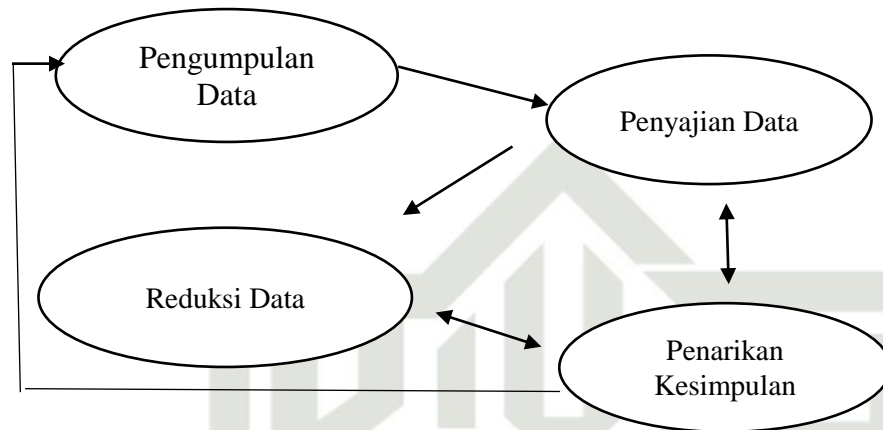 Pengumpulan
Data
Penyajian Data
Reduksi Data
Penarikan
Kesimpulan